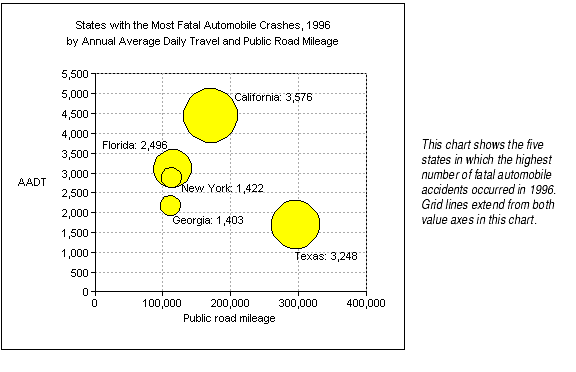 States with the Most Fatal Automobile Crashes, 1996
by Annual Average Daily Travel and Public Road Mileage
5,500
5,000
4,500
4,000
3,500
3,000
2,500
2,000
1,500
1,000
500
0
AADT
California: 3,576
Florida: 2,496
New York: 1,422
Georgia: 1,403
Texas: 3,248
0
100,000
200,000
300,000
400,000
Public road mileage
This chart shows the five
states in which the highest
number of fatal automobile
accidents occurred in 1996.
Grid lines extend from both
value axes in this chart.